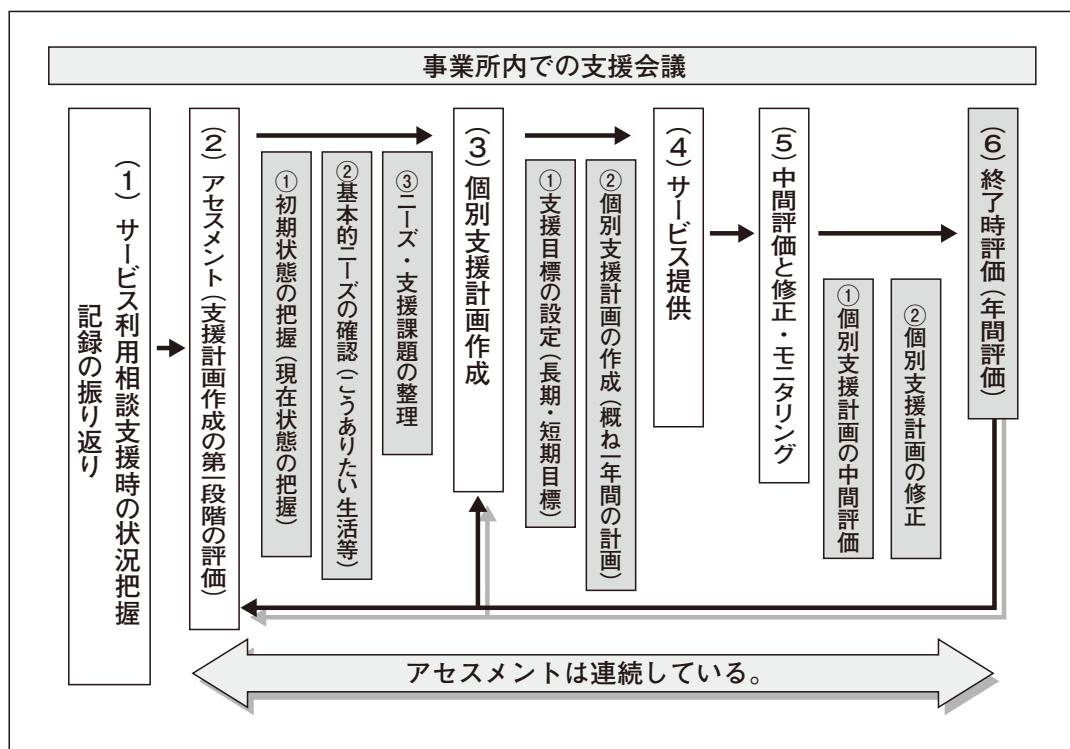 事業所内での支援会議
（1）サービス利用相談支援時の状況把握
記録の振り返り
（2）アセスメント（支援計画作成の第一段階の評価）
①初期状態の把握（現在状態の把握）
②基本的ニーズの確認（こうありたい生活等）
③ニーズ・支援課題の整理
（3）個別支援計画作成
①支援目標の設定（長期・短期目標）
②個別支援計画の作成（概ね一年間の計画）
（4）サービス提供
（5）中間評価と修正・モニタリング
①個別支援計画の中間評価
②個別支援計画の修正
（6）終了時評価（年間評価）
アセスメントは連続している。